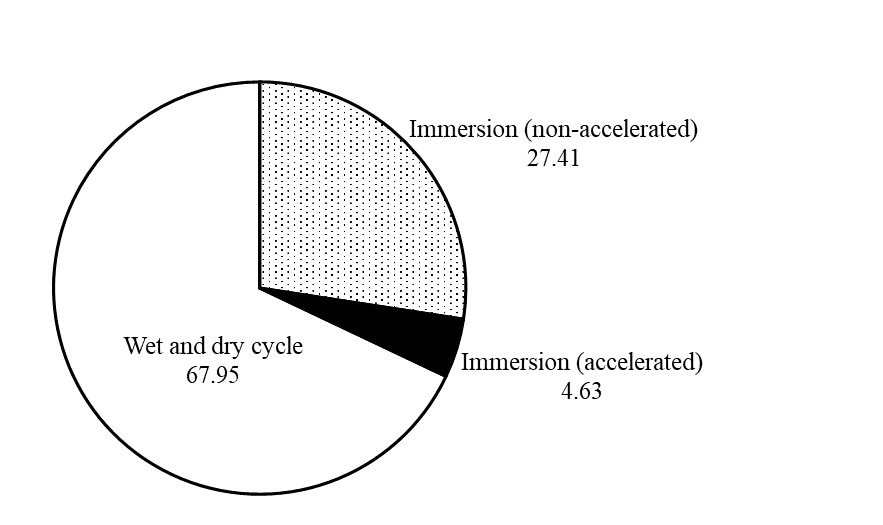 Immersion (non-accelerated)
27.41
Wet and dry cycle
67.95
Immersion (accelerated)
4.63